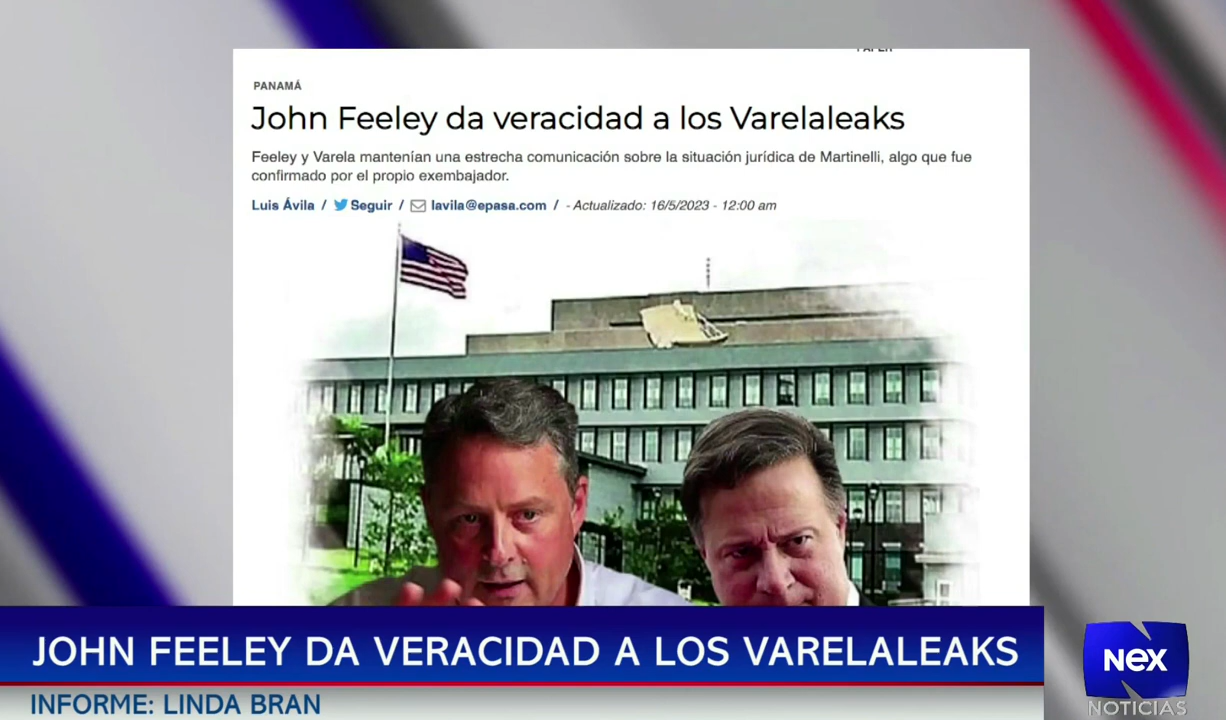 PANAMÁ
John Feeley da veracidad a los Varelaleaks
Feeley y Varela mantenían una estrecha comunicación sobre la situación jurídica de Martinelli, algo que fue
confirmado por el propio exembajador.
Luis Ávila / Seguir / lavila@epasa.com / - Actualizado: 16/5/2023 - 12:00 am
JOHN FEELEY DA VERACIDAD A LOS VARELALEAKS
INFORME: LINDA BRAN
NEX
NOTICIAS